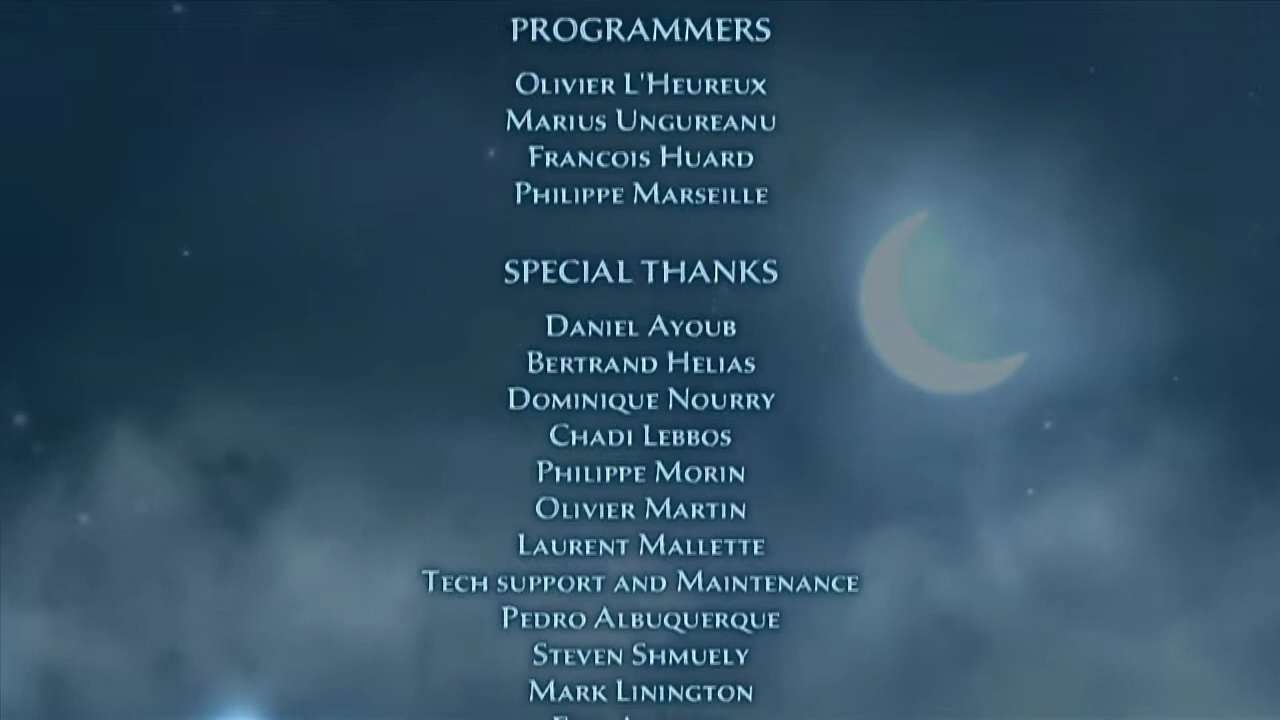 PROGRAMMERS
OLIVIER L'HEUREUX
MARIUS UNGUREANU
FRANCOIS HUARD
PHILIPPE MARSEILLE
SPECIAL THANKS
DANIEL AYOUB
BERTRAND HELIAS
DOMINIQUE NOURRY
CHADI LEBBOS
PHILIPPE MORIN
OLIVIER MARTIN
LAURENT MALLETTE
TECH SUPPORT AND MAINTENANCE
PEDRO ALBUQUERQUE
STEVEN SHMUELY
MARK LININGTON